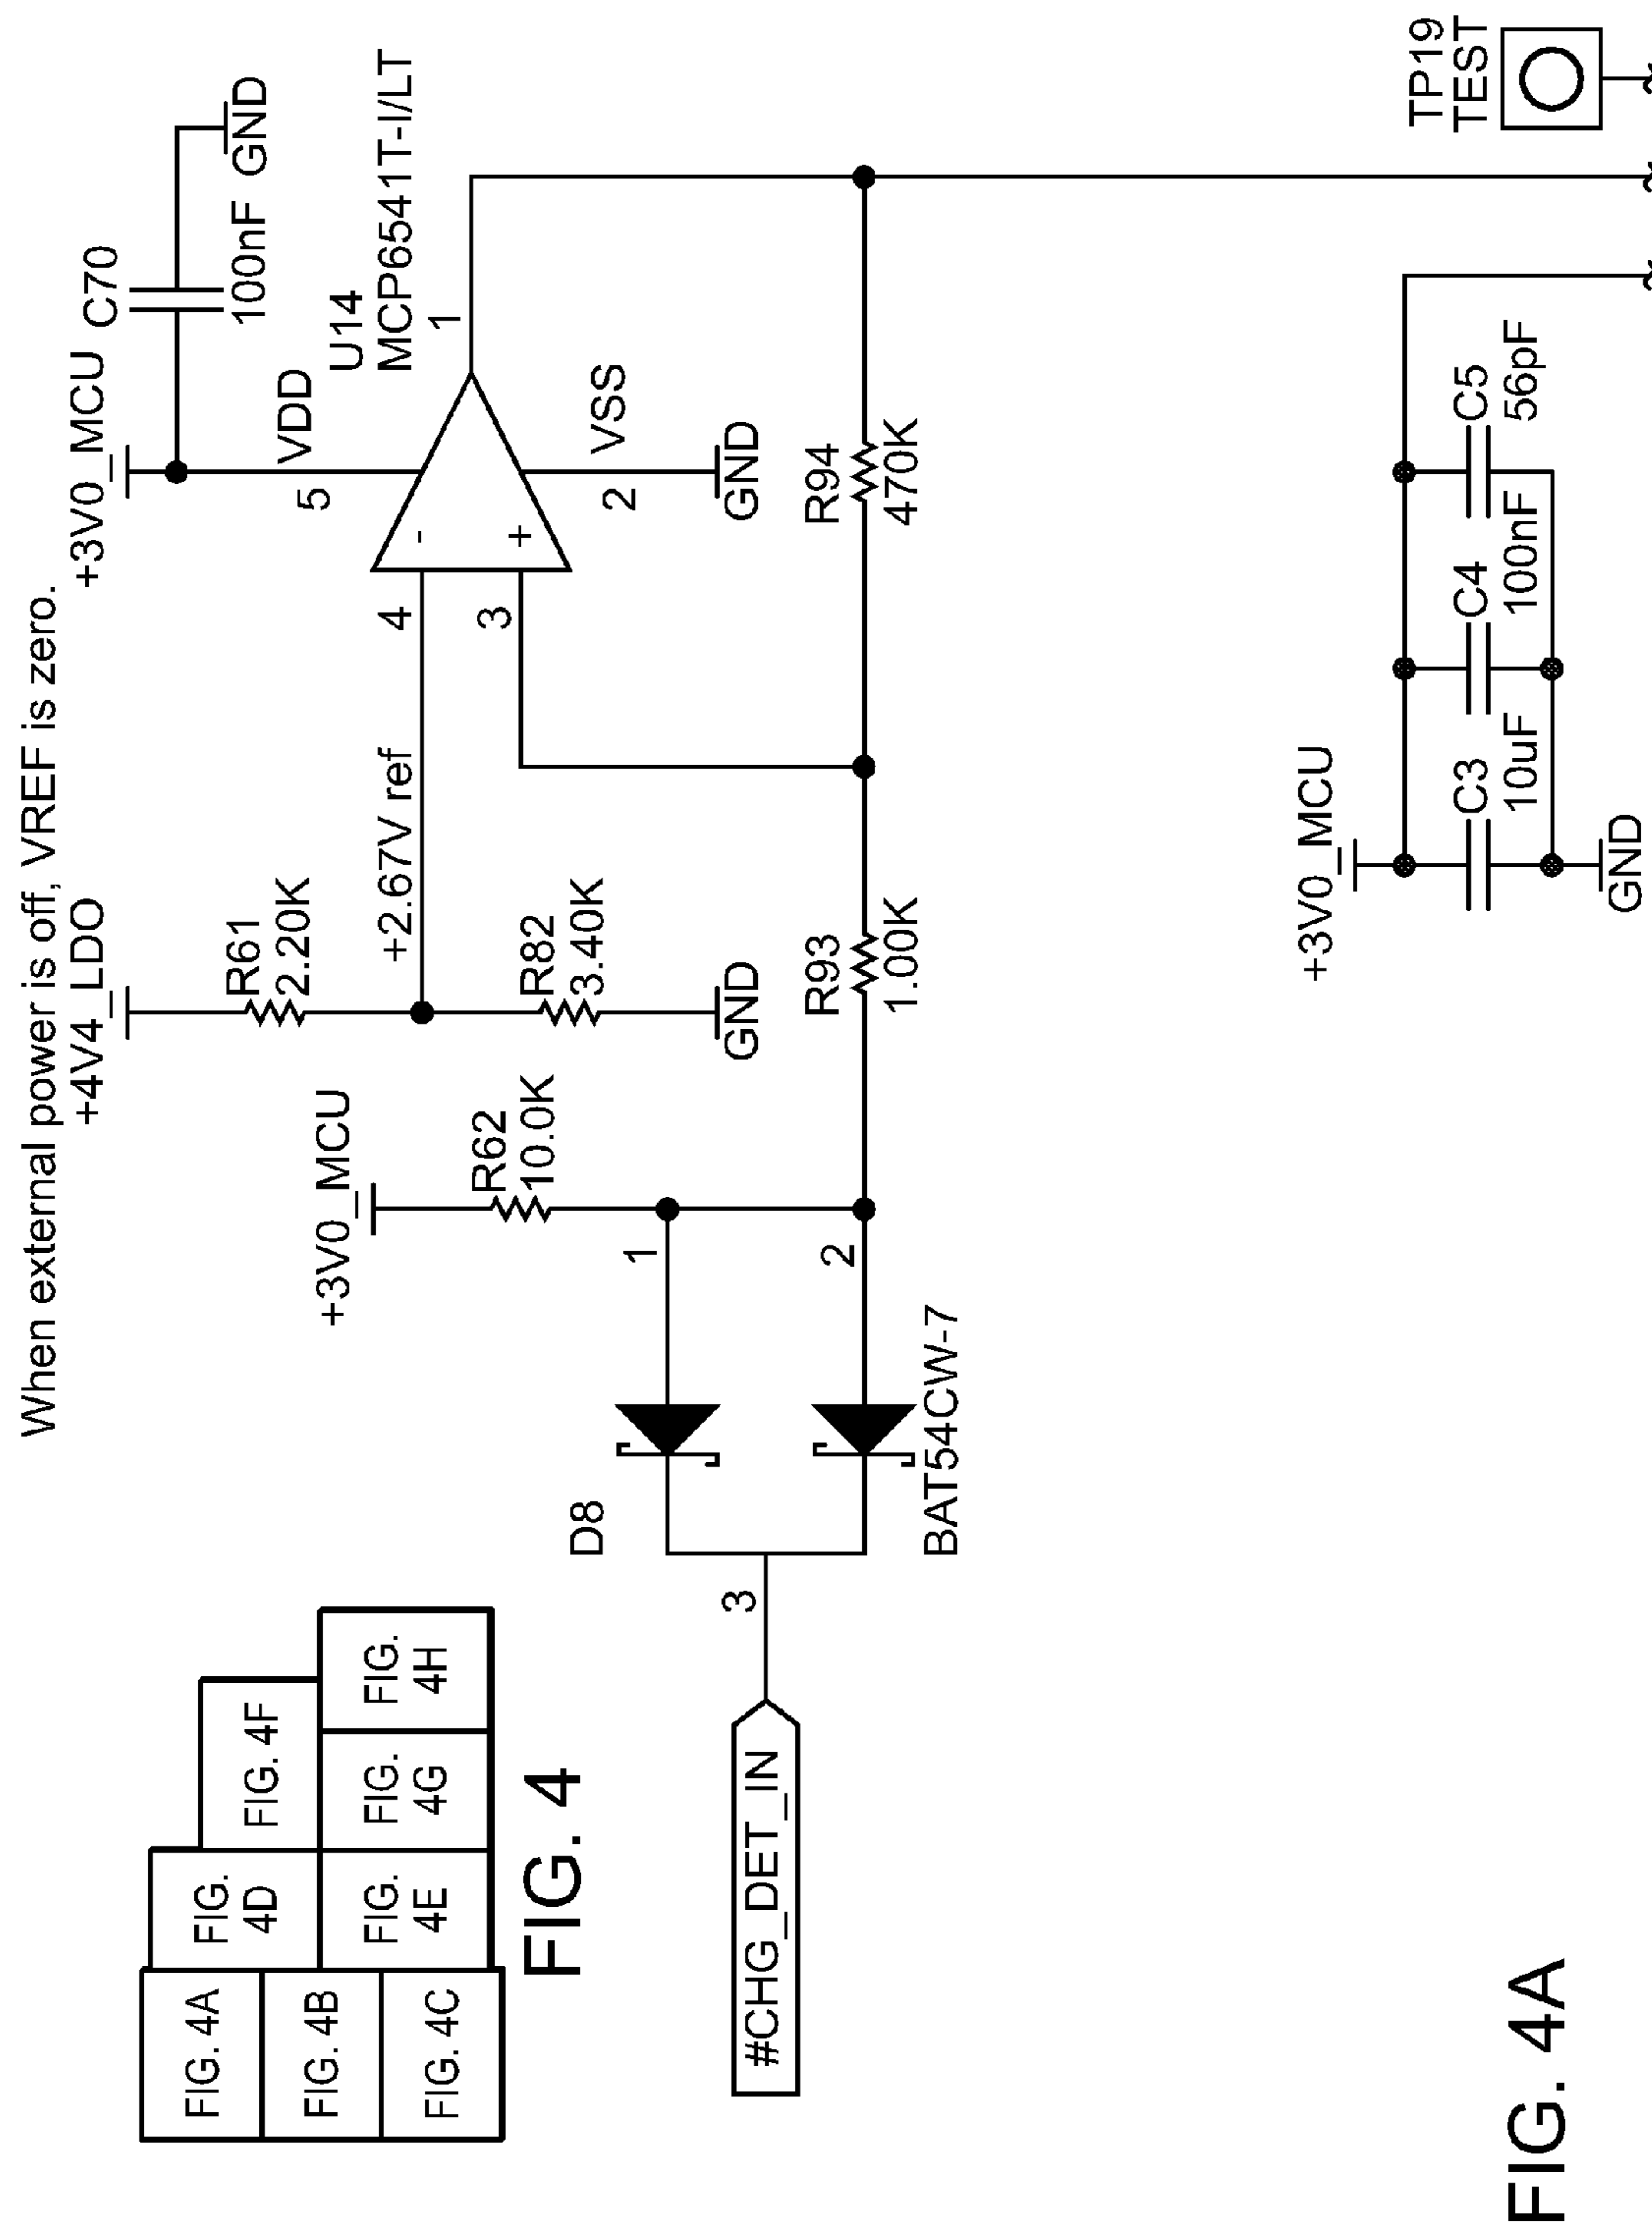 When external power is off, VREF is zero.
+4V4_LDO
R61
2.20K
+2.67V ref
R82
3.40K
GND
+3V0_MCU
R62
10.0K
+3V0_MCU
C70
100nF
GND
VDD
5
U14
MCP6541T-I/LT
1
4
-
3
+
VSS
2
GND
R94
470K
R93
1.00K
1
2
D8
BAT54CW-7
3
#CHG_DET_IN
FIG. 4A
FIG. 4B
FIG. 4C
FIG.
4D
FIG.
4E
FIG. 4F
FIG.
4G
FIG.
4H
FIG. 4
+3V0_MCU
C3
10uF
C4
100nF
C5
56pF
GND
TP19
TEST
FIG. 4A